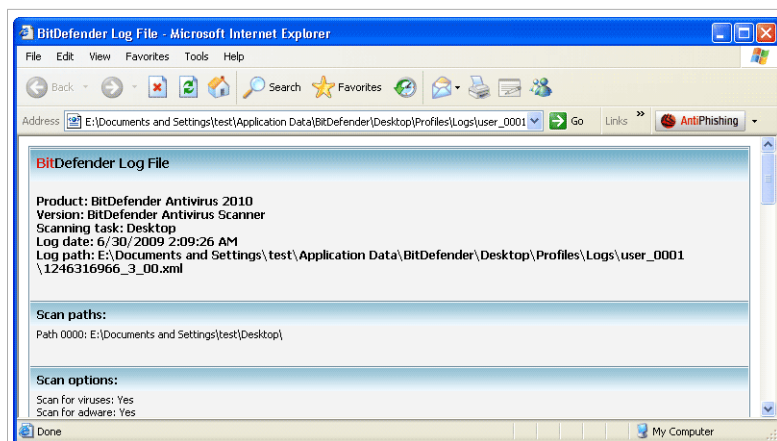 BitDefender Log File - Microsoft Internet Explorer
File Edit View Favorites Tools Help
Back Search Favorites
Address E:\Documents and Settings\test\Application Data\BitDefender\Desktop\Profiles\Logs\user_0001 Go Links » AntiPhishing
BitDefender Log File
Product: BitDefender Antivirus 2010
Version: BitDefender Antivirus Scanner
Scanning task: Desktop
Log date: 6/30/2009 2:09:26 AM
Log path: E:\Documents and Settings\test\Application Data\BitDefender\Desktop\Profiles\Logs\user_0001
\1246316966_3_00.xml
Scan paths:
Path 0000: E:\Documents and Settings\test\Desktop\
Scan options:
Scan for viruses: Yes
Scan for adware: Yes
Done My Computer